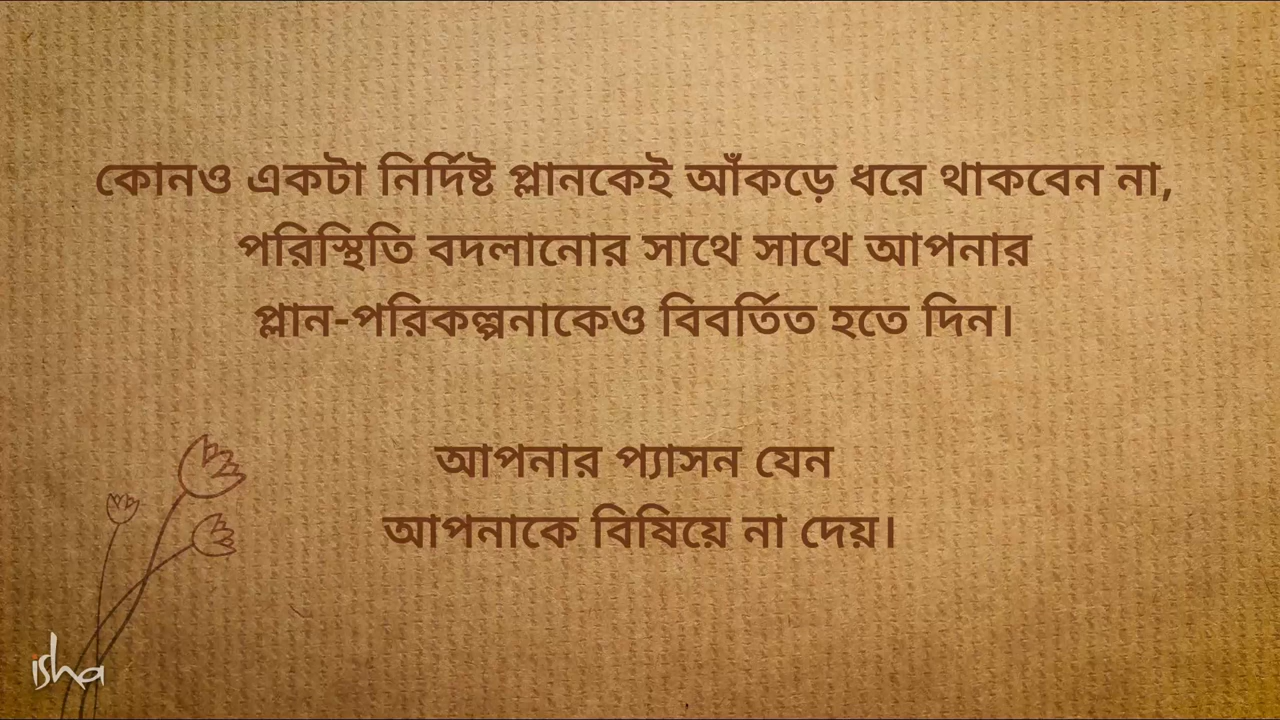 কোনও একটা নির্দিষ্ট প্লানকেই আঁকড়ে ধরে থাকবেন না,
পরিস্থিতি বদলানোর সাথে সাথে আপনার
প্লান-পরিকল্পনাকেও বিবর্তিত হতে দিন।
আপনার প্যাসন যেন
আপনাকে বিষিয়ে না দেয়।
isha